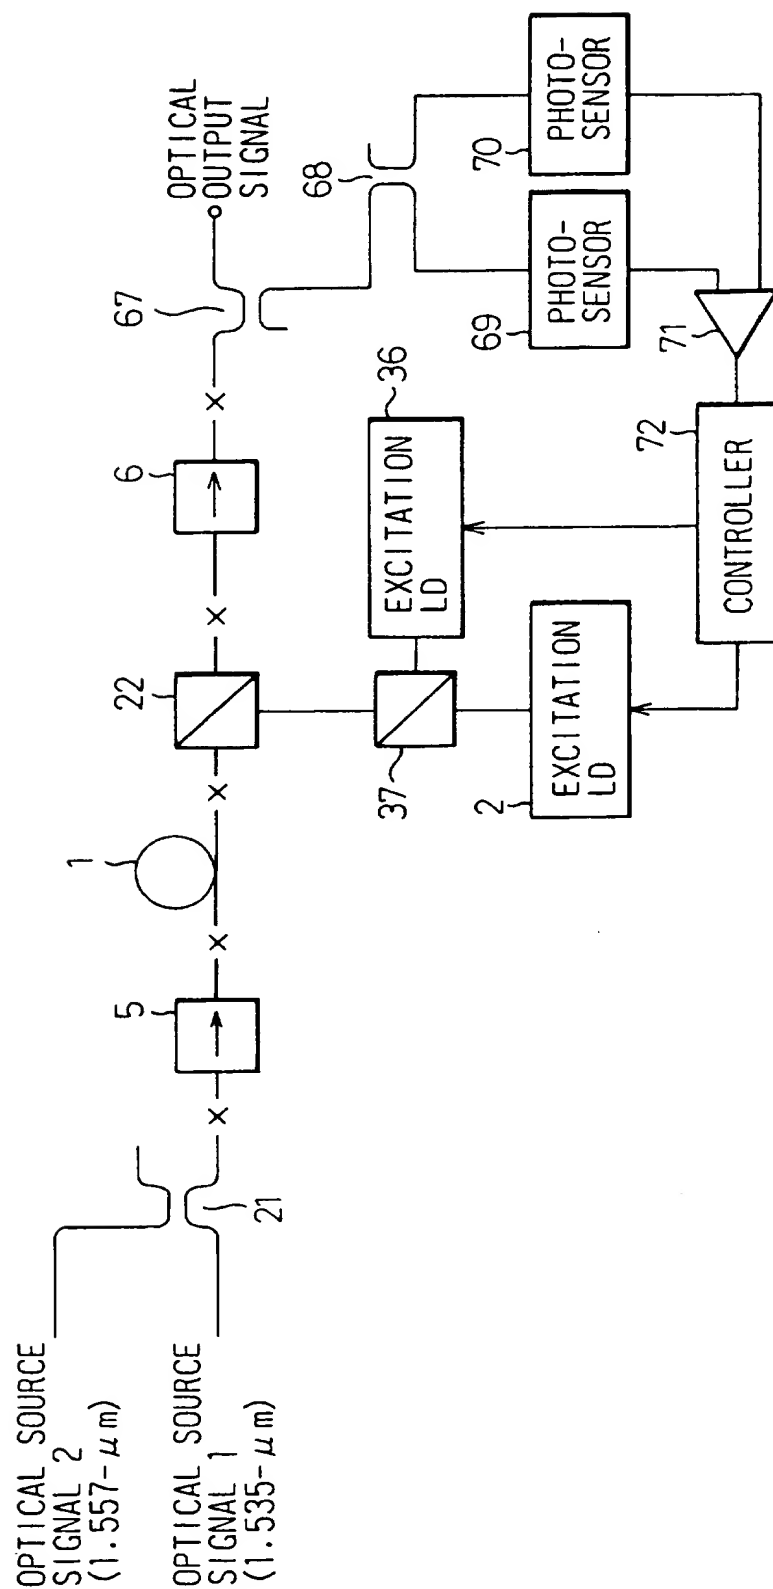 OPTICAL SOURCE
SIGNAL 2
(1.557-μm)
OPTICAL SOURCE
SIGNAL 1
(1.535-μm)
21
5
1
22
6
67
OPTICAL
OUTPUT
SIGNAL
68
37
36
EXCITATION
LD
2
EXCITATION
LD
69
PHOTO-
SENSOR
70
PHOTO-
SENSOR
71
72
CONTROLLER